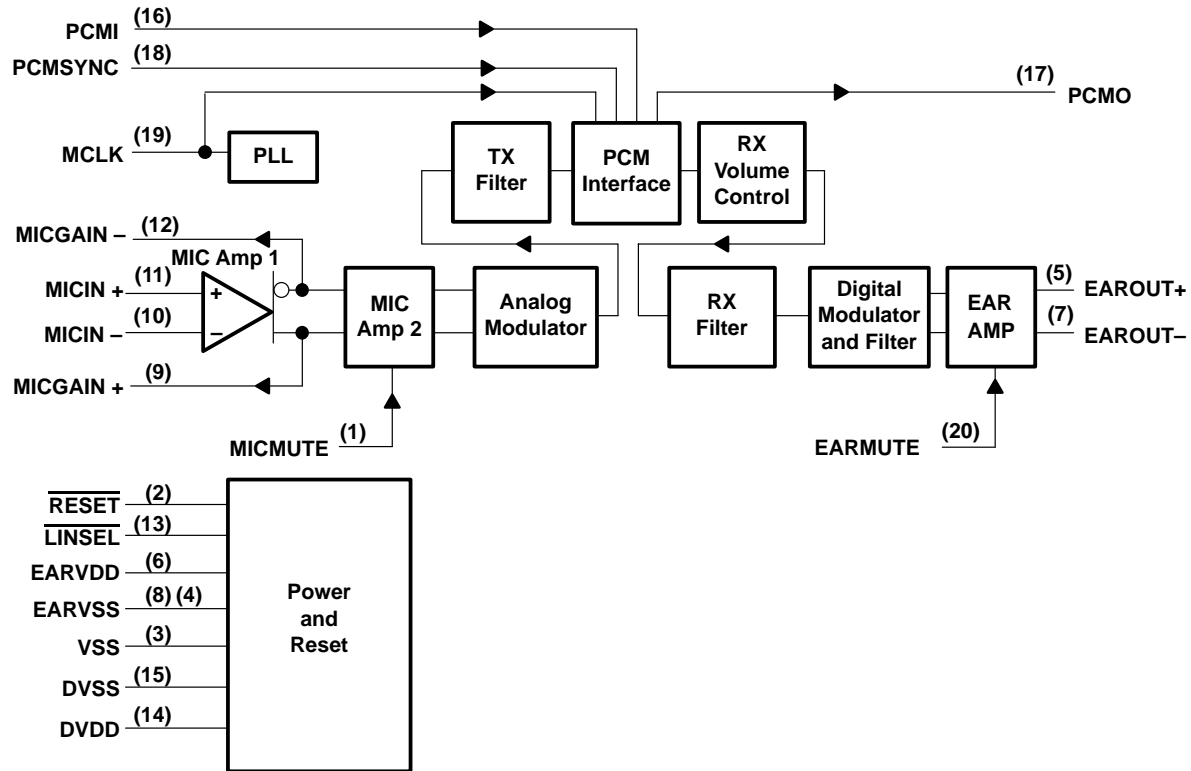 PCMI
(16)
PCMSYNC
(18)
(17)
PCMO
MCLK
(19)
PLL
TX
Filter
PCM
Interface
RX
Volume
Control
MICGAIN –
(12)
MIC Amp 1
MICIN +
(11)
+
MICIN –
(10)
–
MICGAIN +
(9)
MIC
Amp 2
Analog
Modulator
RX
Filter
Digital
Modulator
and Filter
EAR
AMP
(5)
EAROUT+
(7)
EAROUT–
MICMUTE
(1)
EARMUTE
(20)
RESET
(2)
LINSEL
(13)
EARVDD
(6)
EARVSS
(8) (4)
VSS
(3)
DVSS
(15)
DVDD
(14)
Power
and
Reset